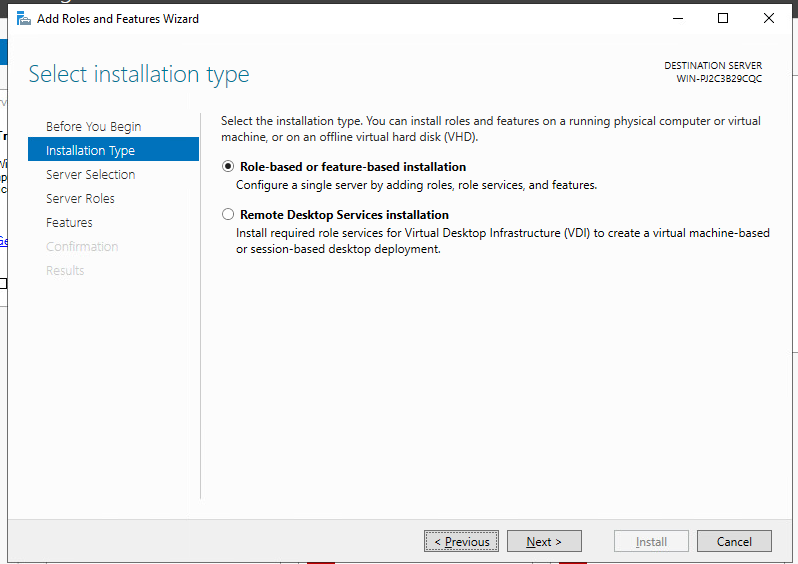 Add Roles and Features Wizard
Select installation type
DESTINATION SERVER
WIN-PJ2C3B29CQC
Before You Begin
Installation Type
Server Selection
Server Roles
Features
Confirmation
Results
Select the installation type. You can install roles and features on a running physical computer or virtual
machine, or on an offline virtual hard disk (VHD).
Role-based or feature-based installation
Configure a single server by adding roles, role services, and features.
Remote Desktop Services installation
Install required role services for Virtual Desktop Infrastructure (VDI) to create a virtual machine-based
or session-based desktop deployment.
< Previous
Next >
Install
Cancel